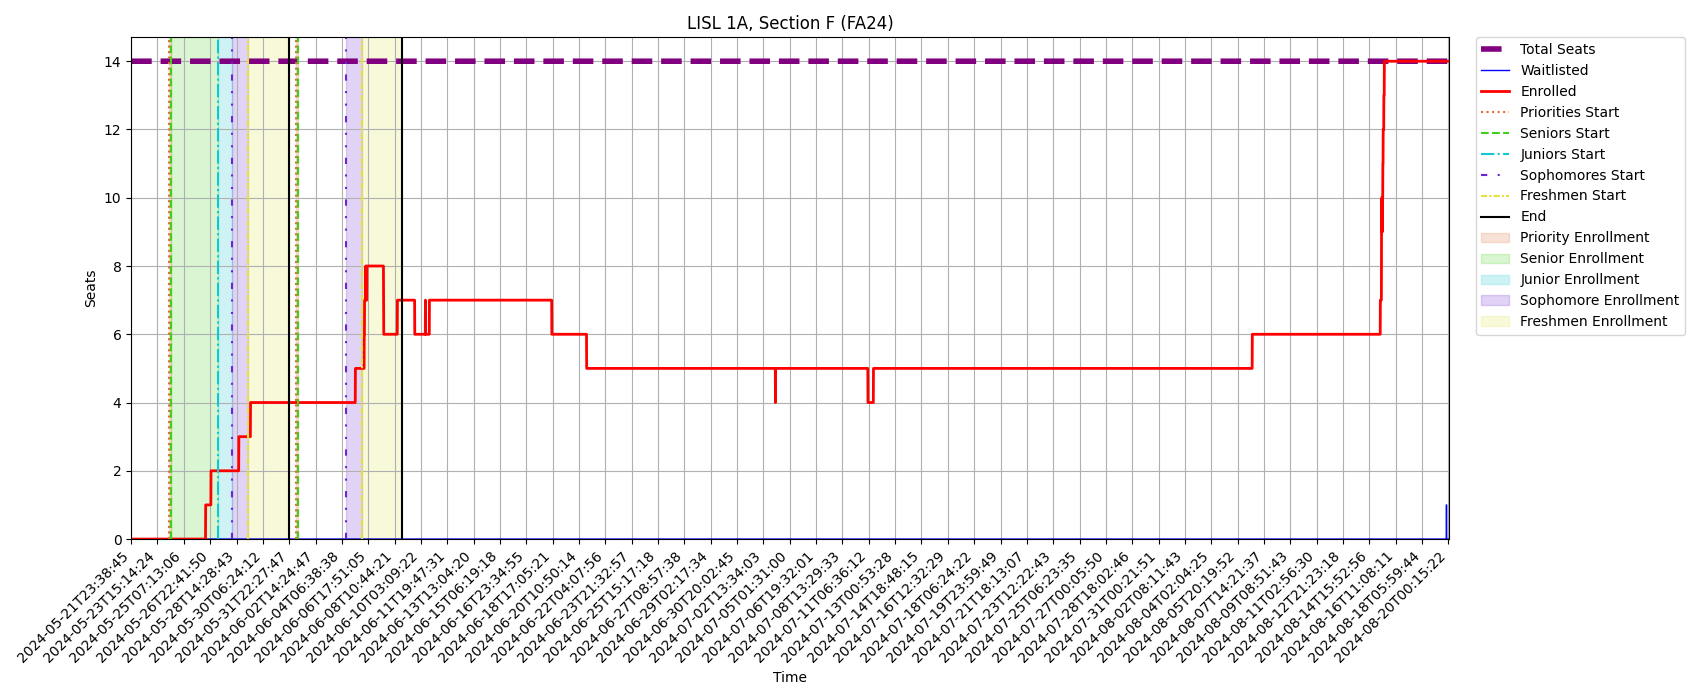 LISL 1A, Section F (FA24)
Seats
14
12
10
8
6
4
2
0
2024-05-21T23:38:45
2024-05-23T15:14:24
2024-05-25T07:13:06
2024-05-26T22:41:50
2024-05-28T14:28:43
2024-05-30T06:24:12
2024-05-31T22:27:47
2024-06-02T14:24:47
2024-06-04T06:38:38
2024-06-06T17:51:05
2024-06-08T10:44:21
2024-06-10T03:09:22
2024-06-11T19:47:31
2024-06-13T13:04:20
2024-06-15T06:19:18
2024-06-16T23:34:55
2024-06-18T17:05:21
2024-06-20T10:50:14
2024-06-22T04:07:56
2024-06-23T21:32:57
2024-06-25T15:17:18
2024-06-27T08:57:38
2024-06-29T02:17:34
2024-06-30T20:02:45
2024-07-02T13:34:03
2024-07-05T01:31:00
2024-07-06T19:32:01
2024-07-08T13:29:33
2024-07-11T06:36:12
2024-07-13T00:53:28
2024-07-14T18:48:15
2024-07-16T12:32:29
2024-07-18T06:24:22
2024-07-19T23:59:49
2024-07-21T18:13:07
2024-07-23T12:22:43
2024-07-25T06:23:35
2024-07-27T00:05:50
2024-07-28T18:02:46
2024-07-31T00:21:51
2024-08-02T08:11:43
2024-08-04T02:04:25
2024-08-05T20:19:52
2024-08-07T14:21:37
2024-08-09T08:51:43
2024-08-11T02:56:30
2024-08-12T21:23:18
2024-08-14T15:52:56
2024-08-16T11:08:11
2024-08-18T05:59:44
2024-08-20T00:15:22
Time
Total Seats
Waitlisted
Enrolled
Priorities Start
Seniors Start
Juniors Start
Sophomores Start
Freshmen Start
End
Priority Enrollment
Senior Enrollment
Junior Enrollment
Sophomore Enrollment
Freshmen Enrollment